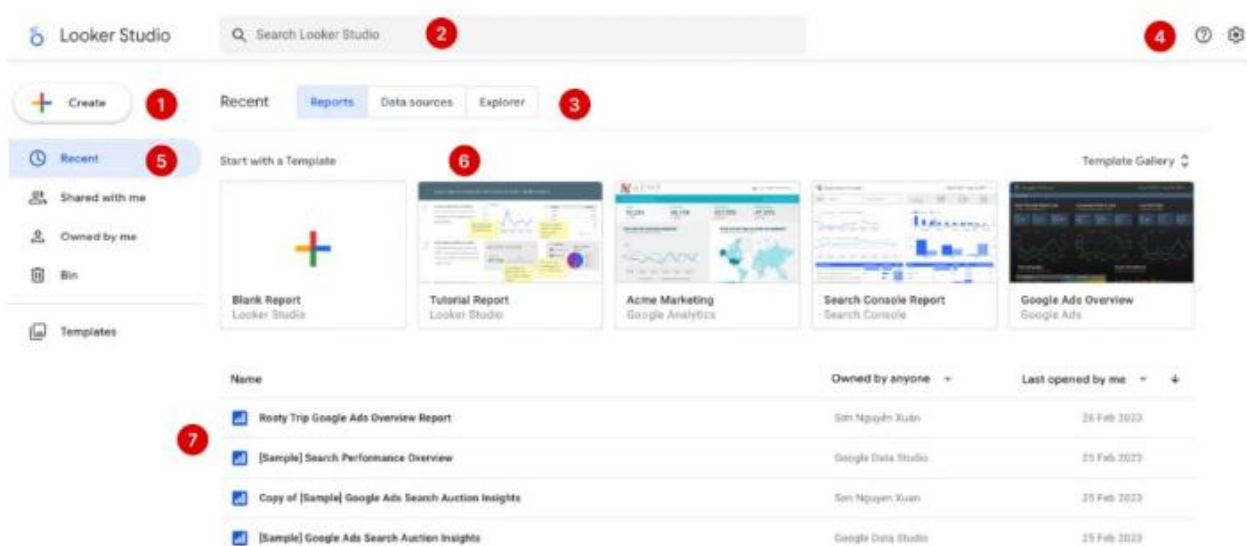 Looker Studio
Search Looker Studio
2
4
Create
1
Recent
Reports
Data sources
Explorer
3
Recent
5
Shared with me
Owned by me
Bin
Templates
Start with a Template
6
Template Gallery
Blank Report
Looker Studio
Tutorial Report
Looker Studio
Acme Marketing
Google Analytics
Search Console Report
Search Console
Google Ads Overview
Google Ads
Name
Owned by anyone
Last opened by me
7
Rooty Trip Google Ads Overview Report
Sơn Nguyễn Xuân
26 Feb 2023
[Sample] Search Performance Overview
Google Data Studio
25 Feb 2023
Copy of [Sample] Google Ads Search Auction Insights
Son Nguyen Xuan
25 Feb 2023
[Sample] Google Ads Search Auction Insights
Google Data Studio
25 Feb 2023